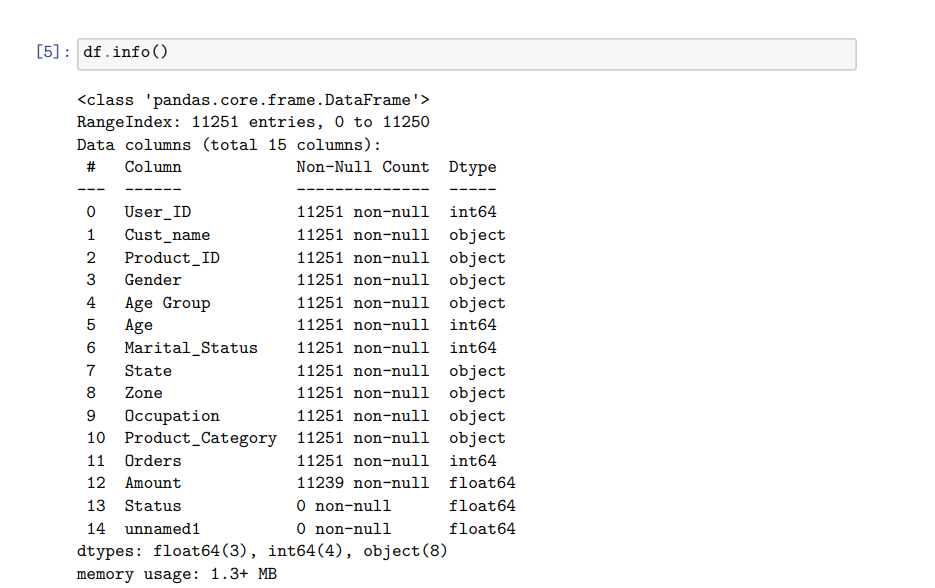 [5]: df.info()
<class 'pandas.core.frame.DataFrame'>
RangeIndex: 11251 entries, 0 to 11250
Data columns (total 15 columns):
 #   Column            Non-Null Count  Dtype
---  ------            --------------  -----
 0   User_ID           11251 non-null  int64
 1   Cust_name         11251 non-null  object
 2   Product_ID        11251 non-null  object
 3   Gender            11251 non-null  object
 4   Age Group         11251 non-null  object
 5   Age               11251 non-null  int64
 6   Marital_Status    11251 non-null  int64
 7   State             11251 non-null  object
 8   Zone              11251 non-null  object
 9   Occupation        11251 non-null  object
 10  Product_Category  11251 non-null  object
 11  Orders            11251 non-null  int64
 12  Amount            11239 non-null  float64
 13  Status            0 non-null      float64
 14  unnamed1          0 non-null      float64
dtypes: float64(3), int64(4), object(8)
memory usage: 1.3+ MB